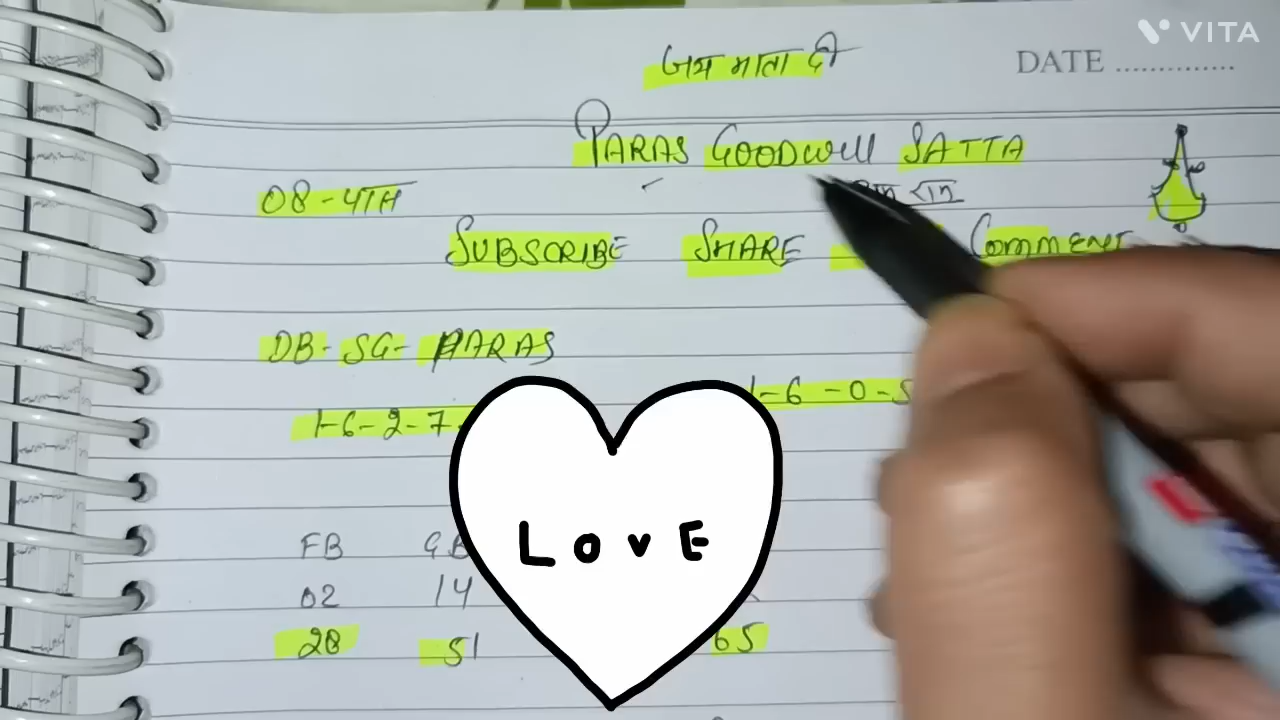 VITA
जय माता दी
DATE ..............
PARAS GOODWILL SATTA
08-4TH
राम
SUBSCRIBE SHARE COMMENT
DB- SG- PARAS
1-6-2-7-
1-6-0-5
LOVE
FB GB
02 14
28 51 65